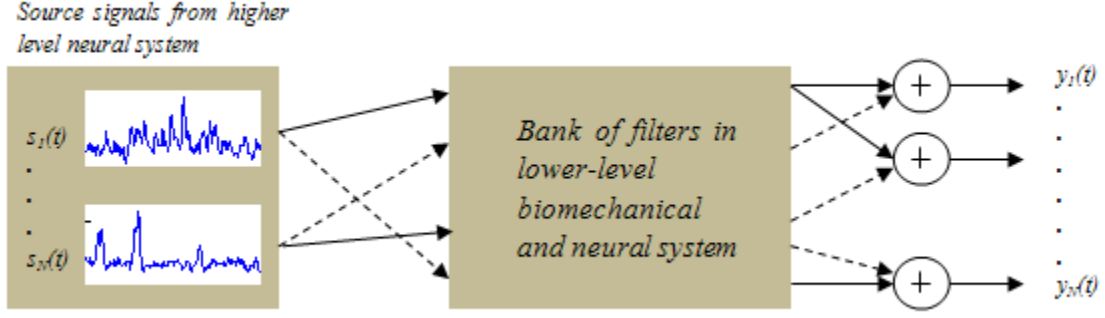 Source signals from higher
level neural system
s1(t)
.
.
.
sN(t)
Bank of filters in
lower-level
biomechanical
and neural system
+
+
+
y1(t)
.
.
.
.
.
yN(t)